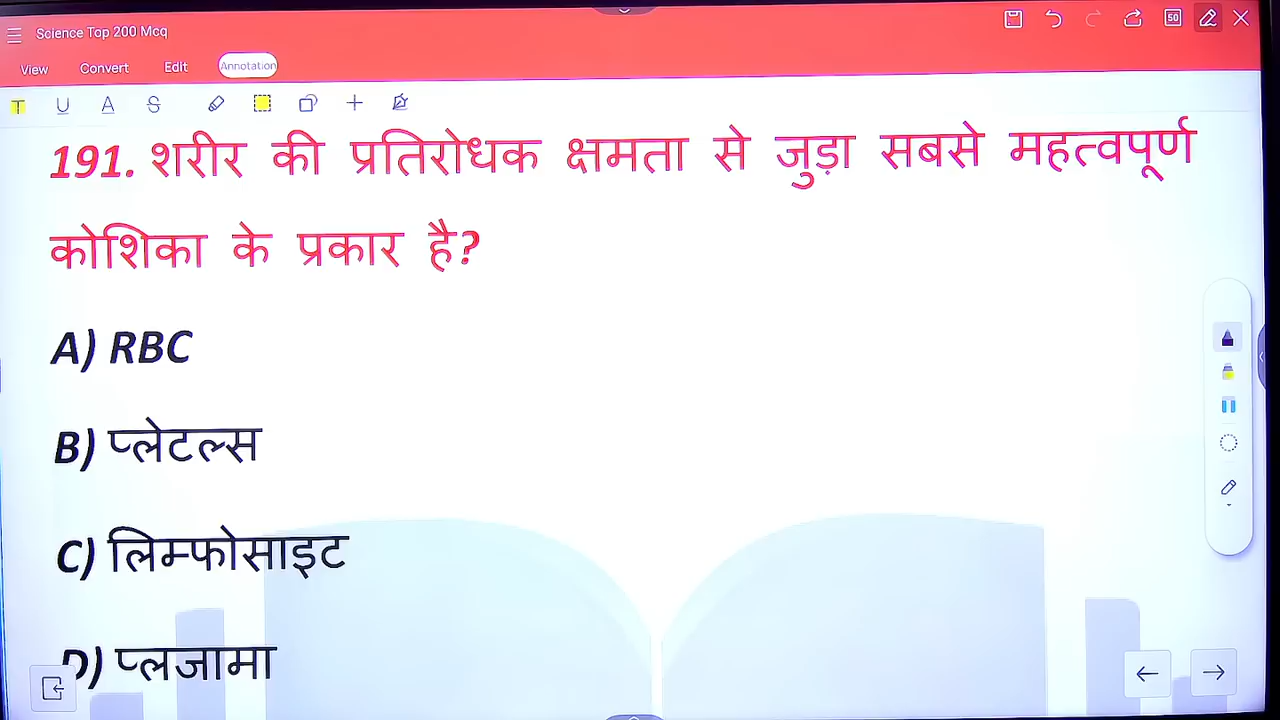 Science Top 200 Mcq
50
View Convert Edit Annotation
T U A S
191. शरीर की प्रतिरोधक क्षमता से जुड़ा सबसे महत्वपूर्ण
कोशिका के प्रकार है?
A) RBC
B) प्लेटल्स
C) लिम्फोसाइट
D) प्लजामा